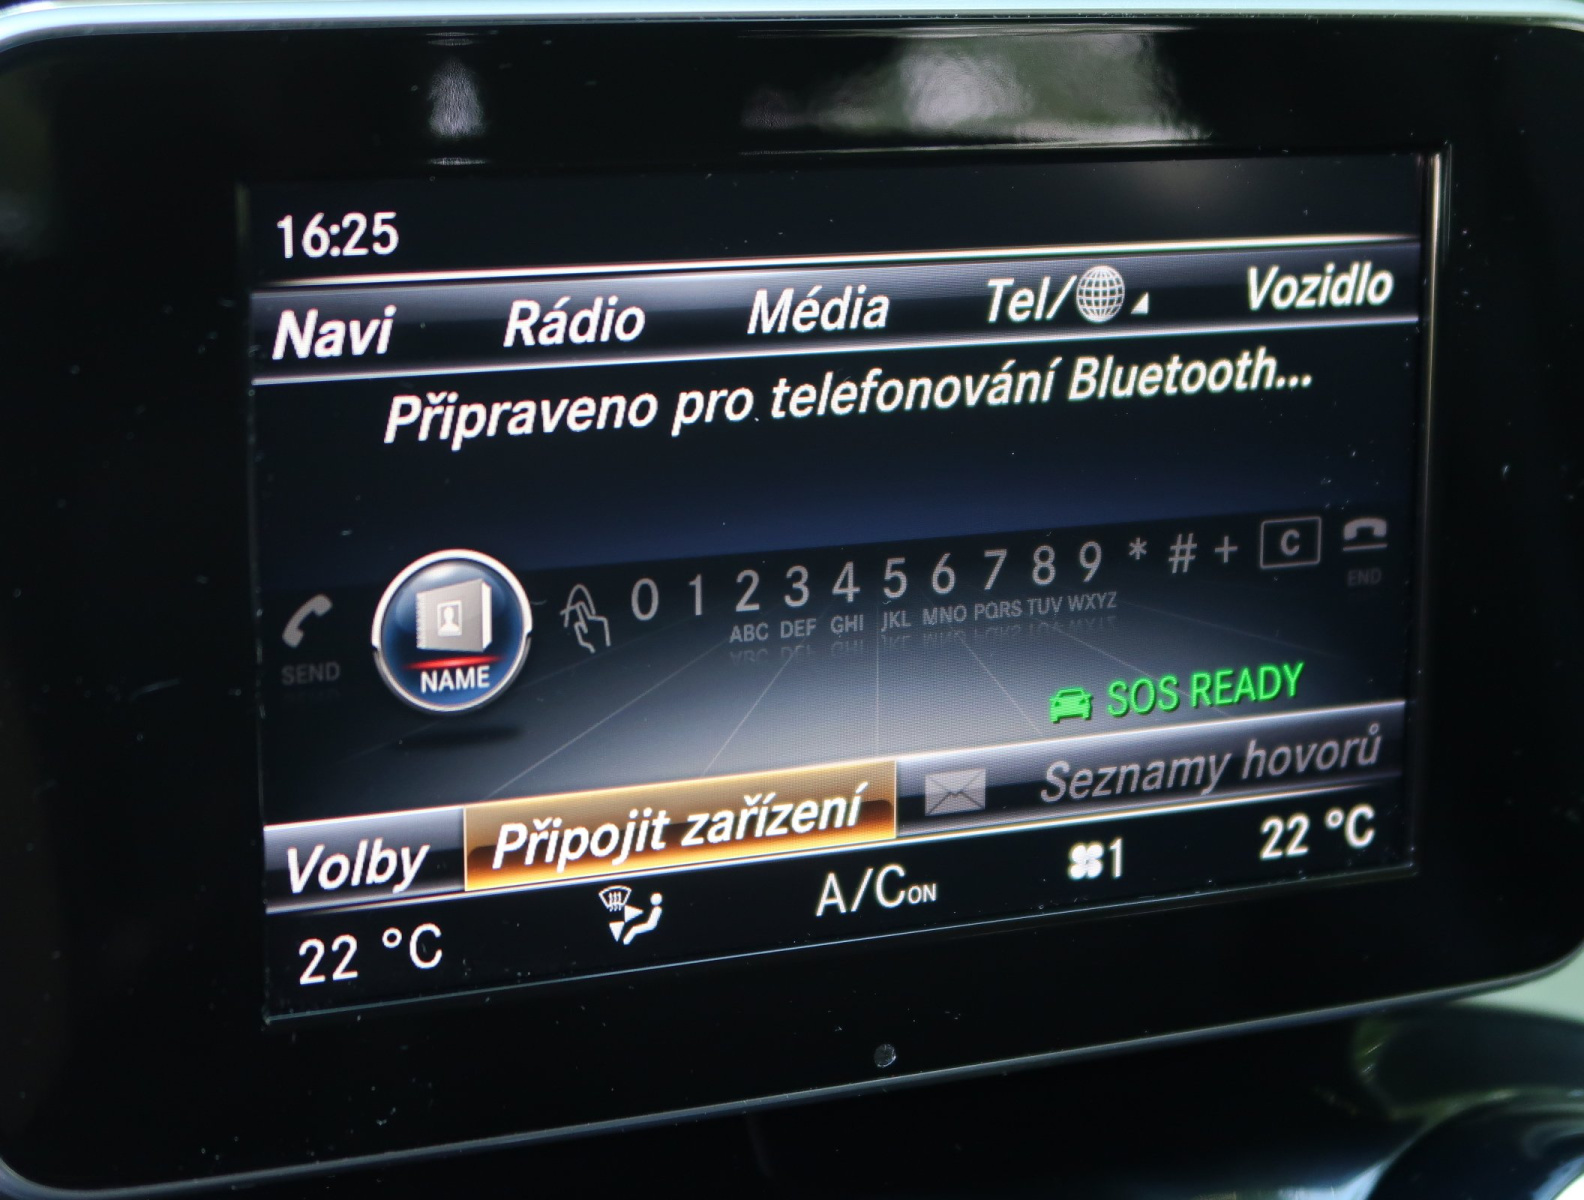 16:25
Navi Rádio Média Tel/ Vozidlo
Připraveno pro telefonování Bluetooth...
0 1 2 3 4 5 6 7 8 9 * # + C
ABC DEF GHI JKL MNO PQRS TUV WXYZ
SEND NAME END
SOS READY
Volby Připojit zařízení Seznamy hovorů
22 °C A/C ON 1 22 °C